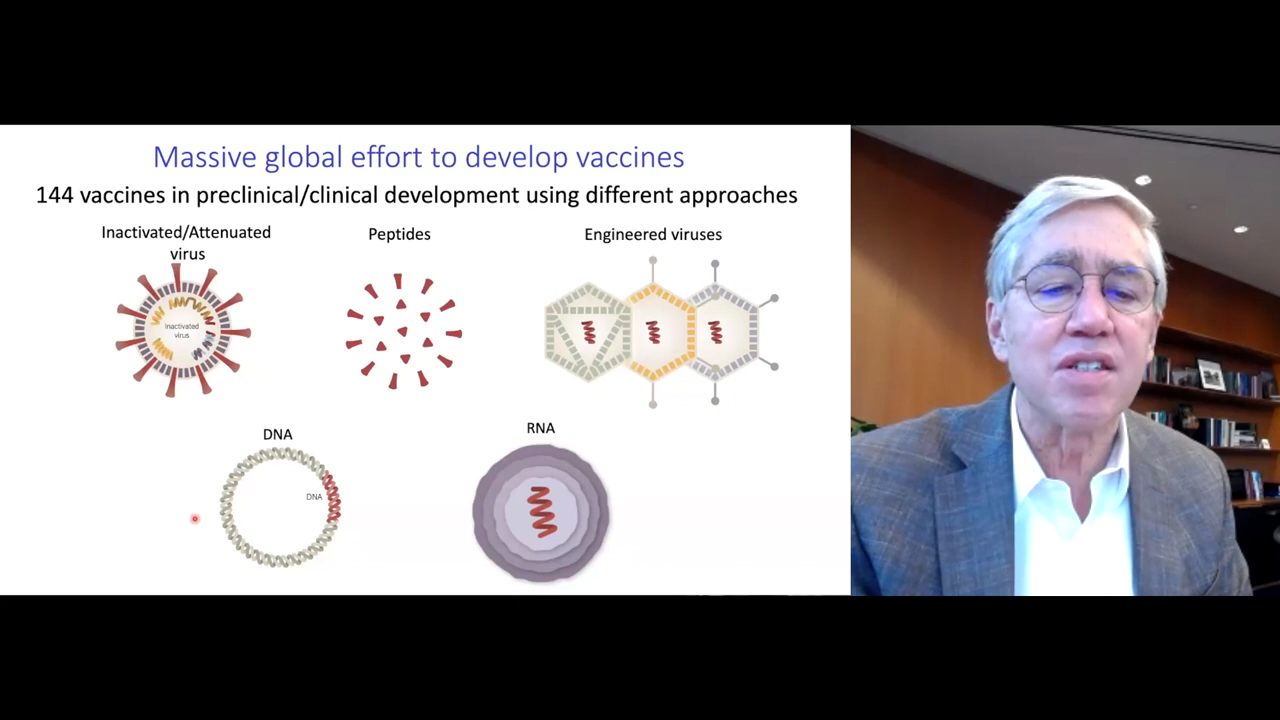 Massive global effort to develop vaccines
144 vaccines in preclinical/clinical development using different approaches
Inactivated/Attenuated
virus
Peptides
Engineered viruses
Inactivated
virus
DNA
DNA
RNA